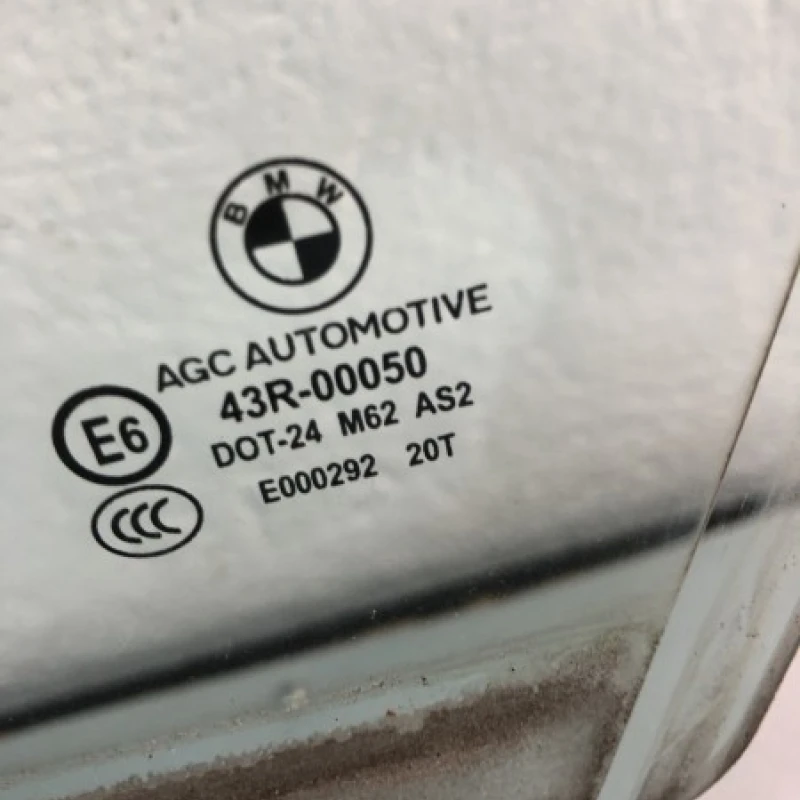 BMW
AGC AUTOMOTIVE
43R-00050
E6
DOT-24 M62 AS2
E000292 20T
CCC